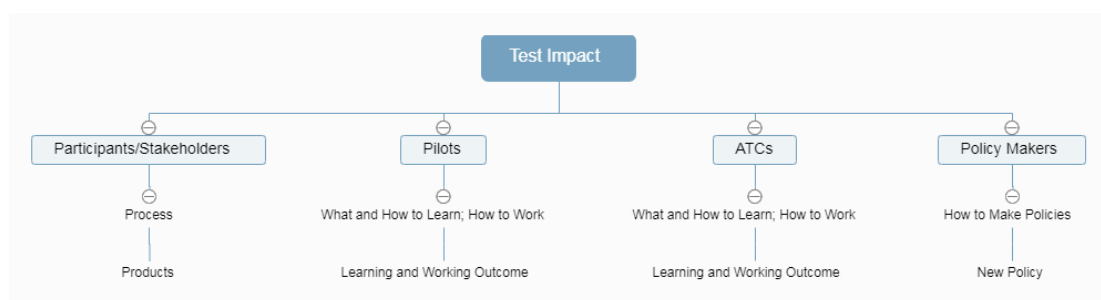 Test Impact
Participants/Stakeholders
Pilots
ATCs
Policy Makers
Process
What and How to Learn; How to Work
What and How to Learn; How to Work
How to Make Policies
Products
Learning and Working Outcome
Learning and Working Outcome
New Policy